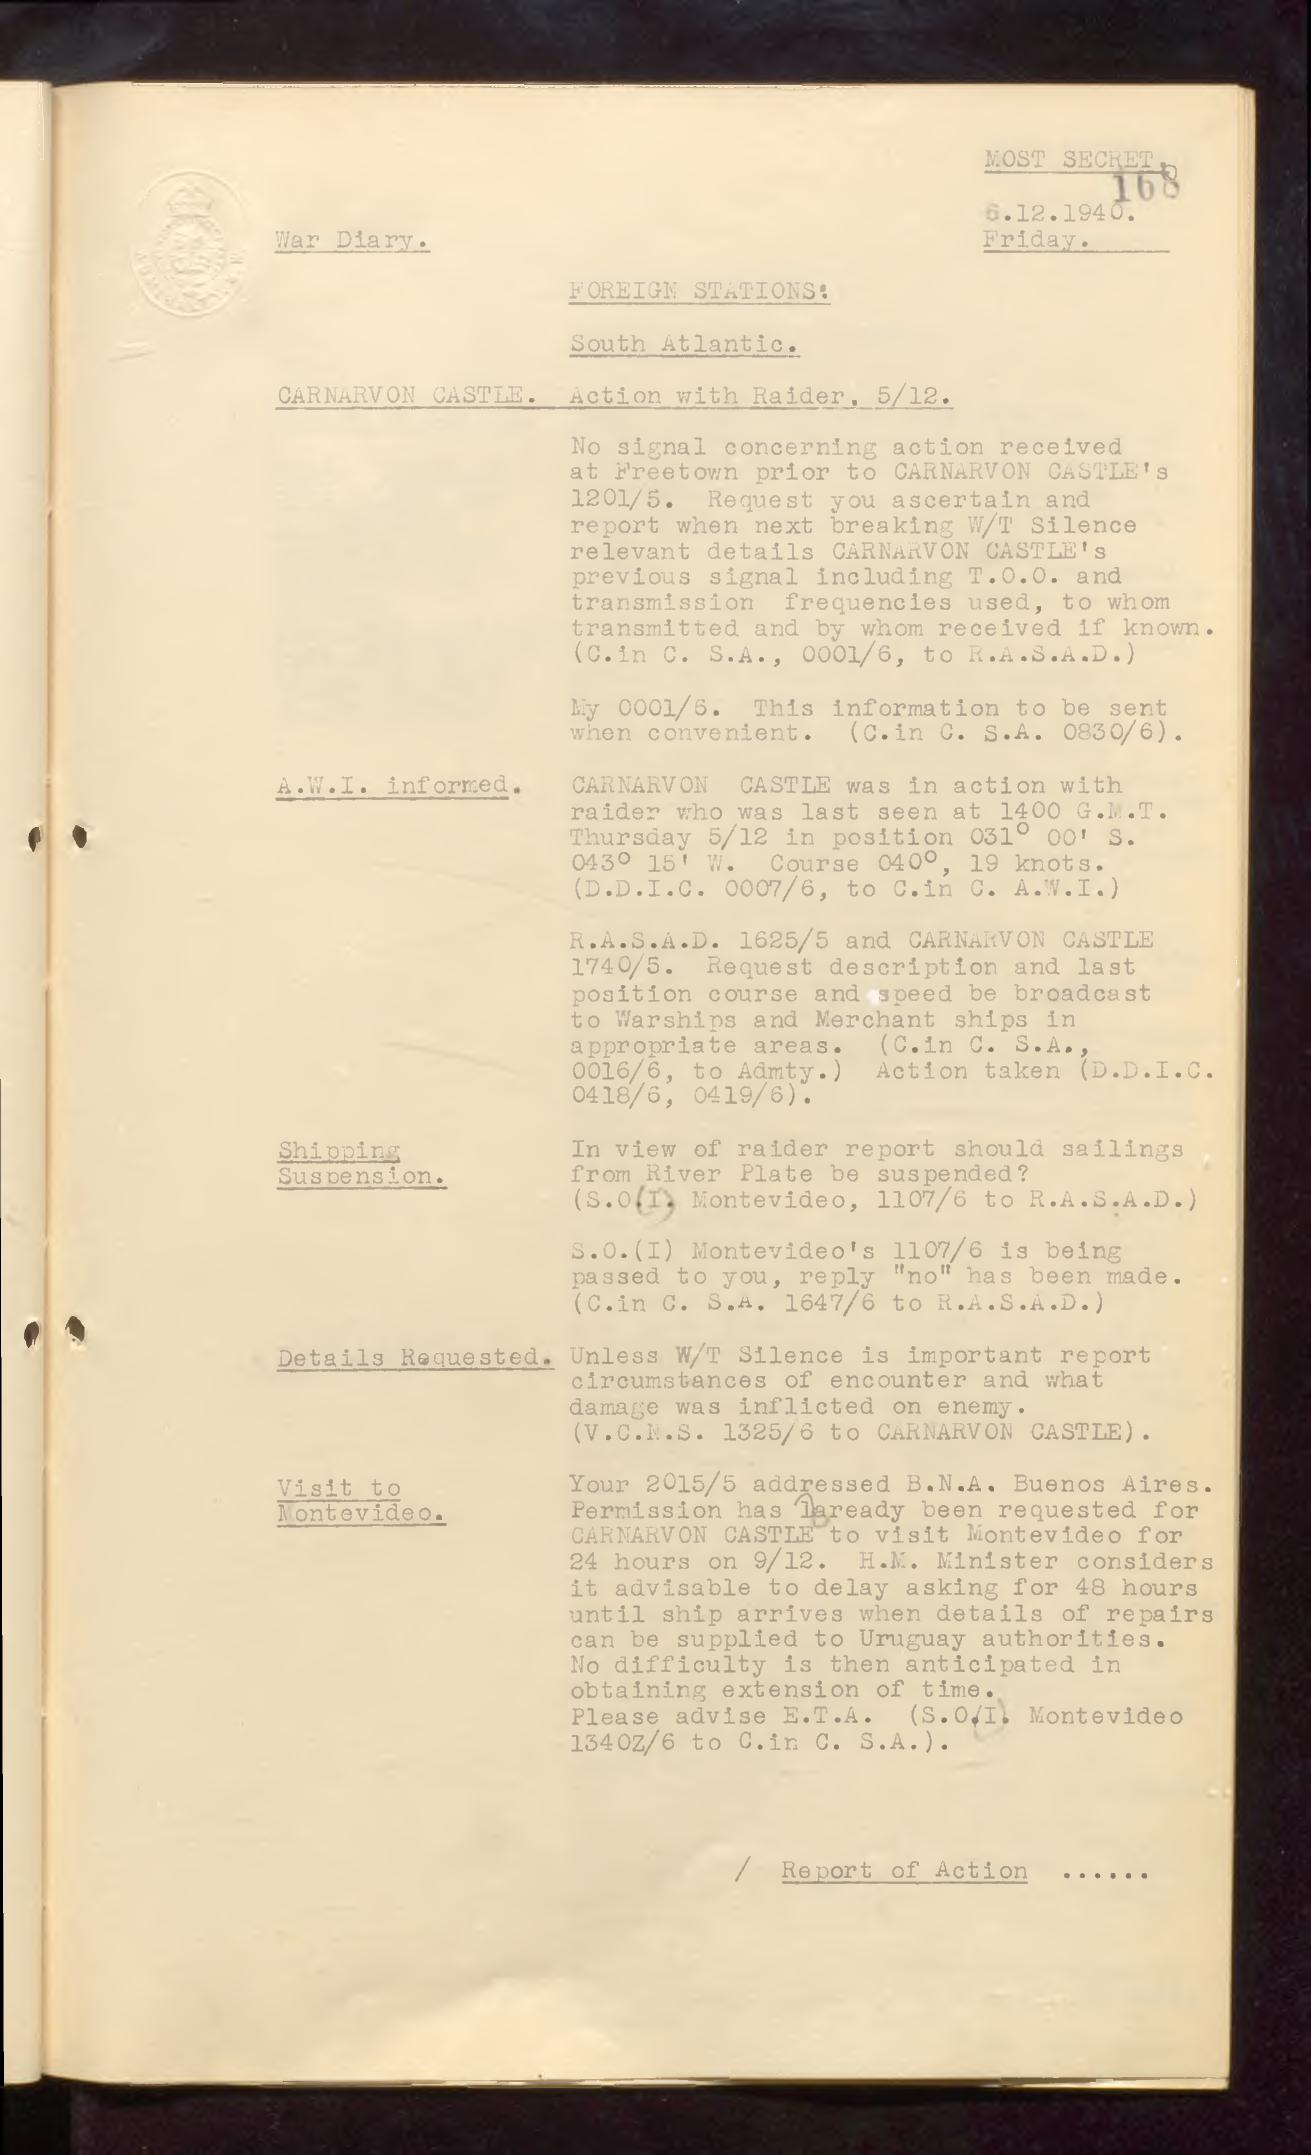 MOST SECRET.
168
6.12.1940.
War Diary.
Friday.
FOREIGN STATIONS:
South Atlantic.
CARNARVON CASTLE. Action with Raider, 5/12.
No signal concerning action received
at Freetown prior to CARNARVON CASTLE's
1201/5. Request you ascertain and
report when next breaking W/T Silence
relevant details CARNARVON CASTLE's
previous signal including T.O.O. and
transmission frequencies used, to whom
transmitted and by whom received if known.
(C.in C. S.A., 0001/6, to R.A.S.A.D.)
My 0001/6. This information to be sent
when convenient. (C.in C. S.A. 0830/6).
A.W.I. informed. CARNARVON CASTLE was in action with
raider who was last seen at 1400 G.M.T.
Thursday 5/12 in position 031° 00' S.
043° 15' W. Course 040°, 19 knots.
(D.D.I.C. 0007/6, to C.in C. A.W.I.)
R.A.S.A.D. 1625/5 and CARNARVON CASTLE
1740/5. Request description and last
position course and speed be broadcast
to Warships and Merchant ships in
appropriate areas. (C.in C. S.A.,
0016/6, to Admty.) Action taken (D.D.I.C.
0418/6, 0419/6).
Shipping In view of raider report should sailings
Suspension. from River Plate be suspended?
(S.O.(I). Montevideo, 1107/6 to R.A.S.A.D.)
S.O.(I) Montevideo's 1107/6 is being
passed to you, reply "no" has been made.
(C.in C. S.A. 1647/6 to R.A.S.A.D.)
Details Requested. Unless W/T Silence is important report
circumstances of encounter and what
damage was inflicted on enemy.
(V.C.N.S. 1325/6 to CARNARVON CASTLE).
Visit to Your 2015/5 addressed B.N.A. Buenos Aires.
Montevideo. Permission has laready been requested for
CARNARVON CASTLE to visit Montevideo for
24 hours on 9/12. H.M. Minister considers
it advisable to delay asking for 48 hours
until ship arrives when details of repairs
can be supplied to Uruguay authorities.
No difficulty is then anticipated in
obtaining extension of time.
Please advise E.T.A. (S.O.(I). Montevideo
1340Z/6 to C.in C. S.A.).
/ Report of Action ......